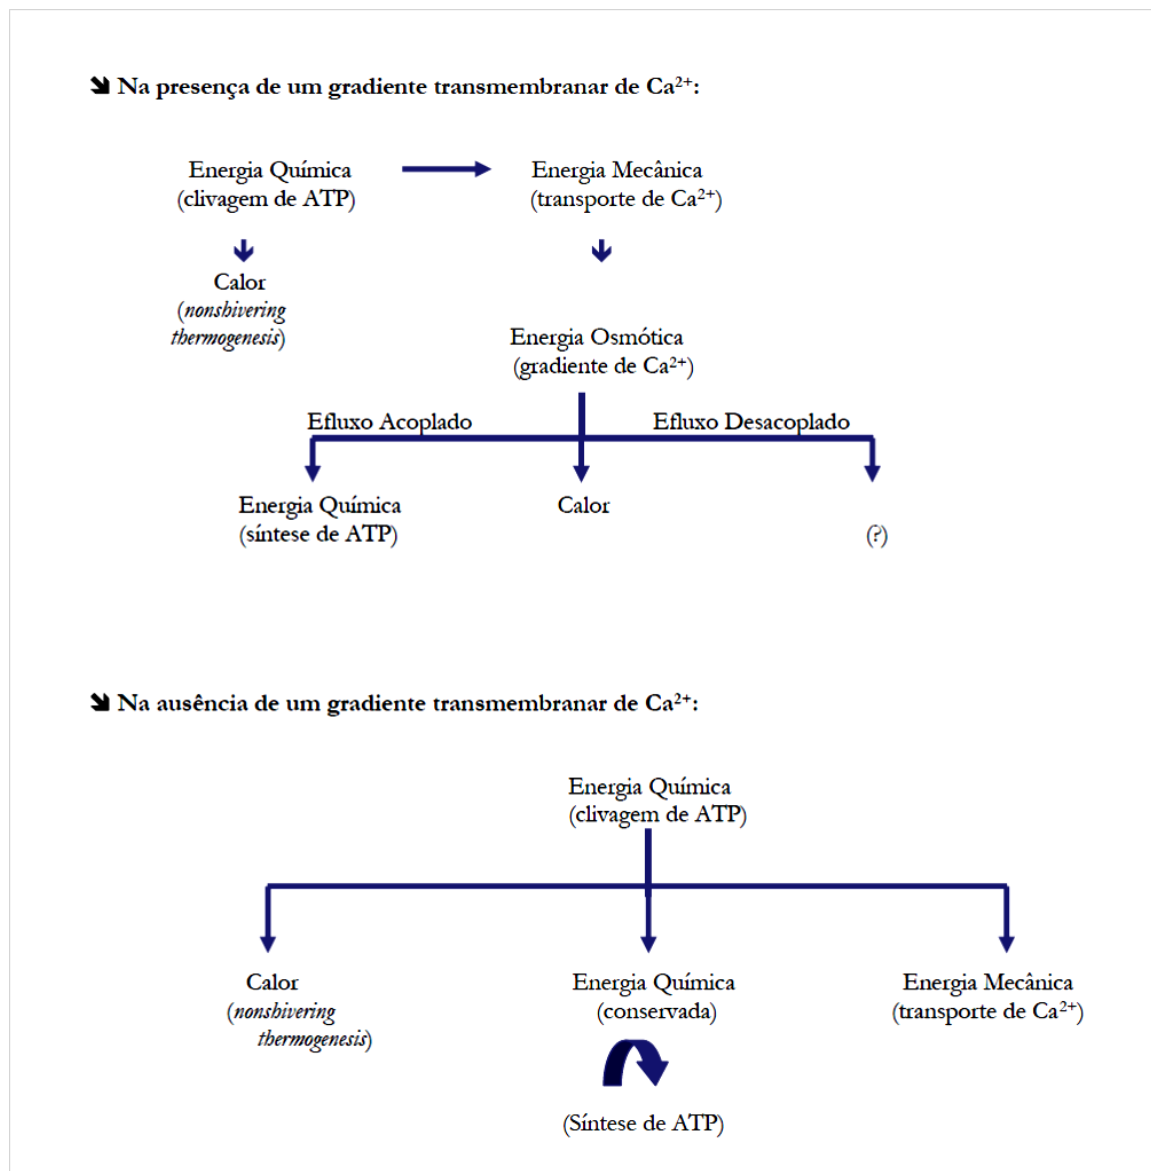 Na presença de um gradiente transmembranar de Ca²⁺:
Energia Química
(clivagem de ATP)
Energia Mecânica
(transporte de Ca²⁺)
Calor
(nonshivering
thermogenesis)
Energia Osmótica
(gradiente de Ca²⁺)
Efluxo Acoplado
Efluxo Desacoplado
Energia Química
(síntese de ATP)
Calor
(?)
Na ausência de um gradiente transmembranar de Ca²⁺:
Energia Química
(clivagem de ATP)
Calor
(nonshivering
thermogenesis)
Energia Química
(conservada)
Energia Mecânica
(transporte de Ca²⁺)
(Síntese de ATP)